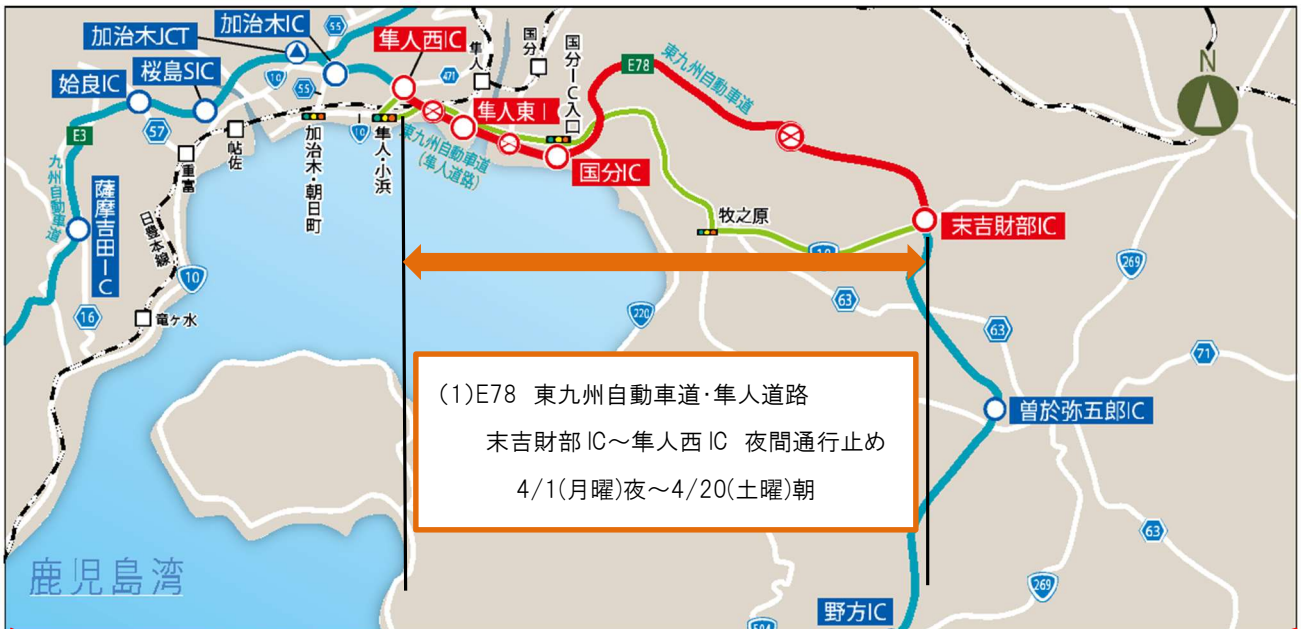 加治木JCT
加治木IC
55
隼人西IC
姶良IC
桜島SIC
10
55
471
隼人
国分
国分IC入口
E78
東九州自動車道
N
E3
57
帖佐
重富
加治木・朝日町
10
隼人・小浜
隼人東I
東九州自動車道
(隼人道路)
国分IC
九州自動車道
薩摩吉田IC
日豊本線
10
牧之原
末吉財部IC
10
269
16
竜ヶ水
220
63
63
71
(1)E78 東九州自動車道・隼人道路
末吉財部IC～隼人西IC 夜間通行止め
4/1(月曜)夜～4/20(土曜)朝
曽於弥五郎IC
63
鹿児島湾
269
野方IC
504